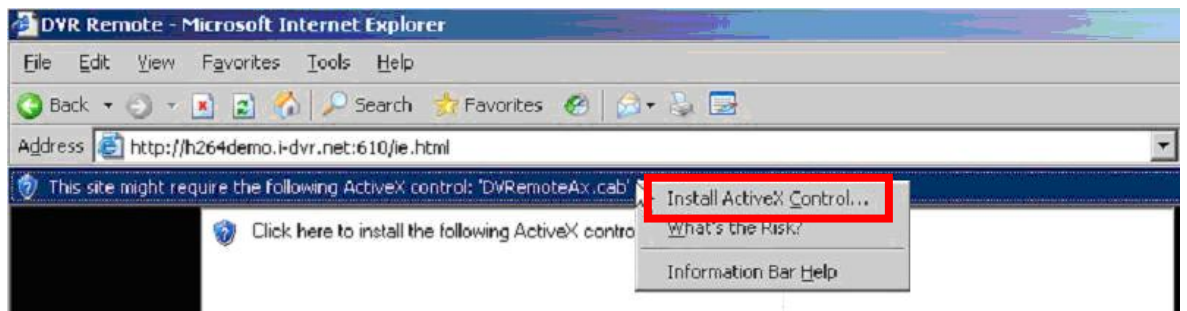 DVR Remote - Microsoft Internet Explorer
File Edit View Favorites Tools Help
Back Search Favorites
Address http://h264demo.i-dvr.net:610/ie.html
This site might require the following ActiveX control: 'DVRemoteAx.cab'
Install ActiveX Control...
Click here to install the following ActiveX contro
What's the Risk?
Information Bar Help